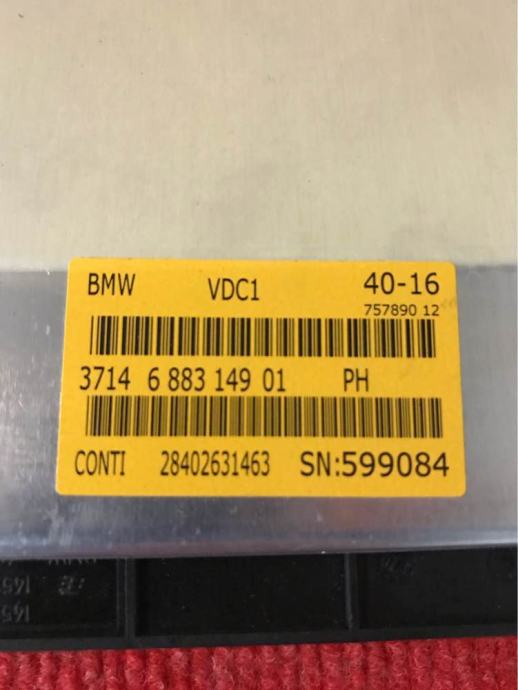 BMW VDC1 40-16
757890 12
3714 6 883 149 01 PH
CONTI 28402631463 SN:599084